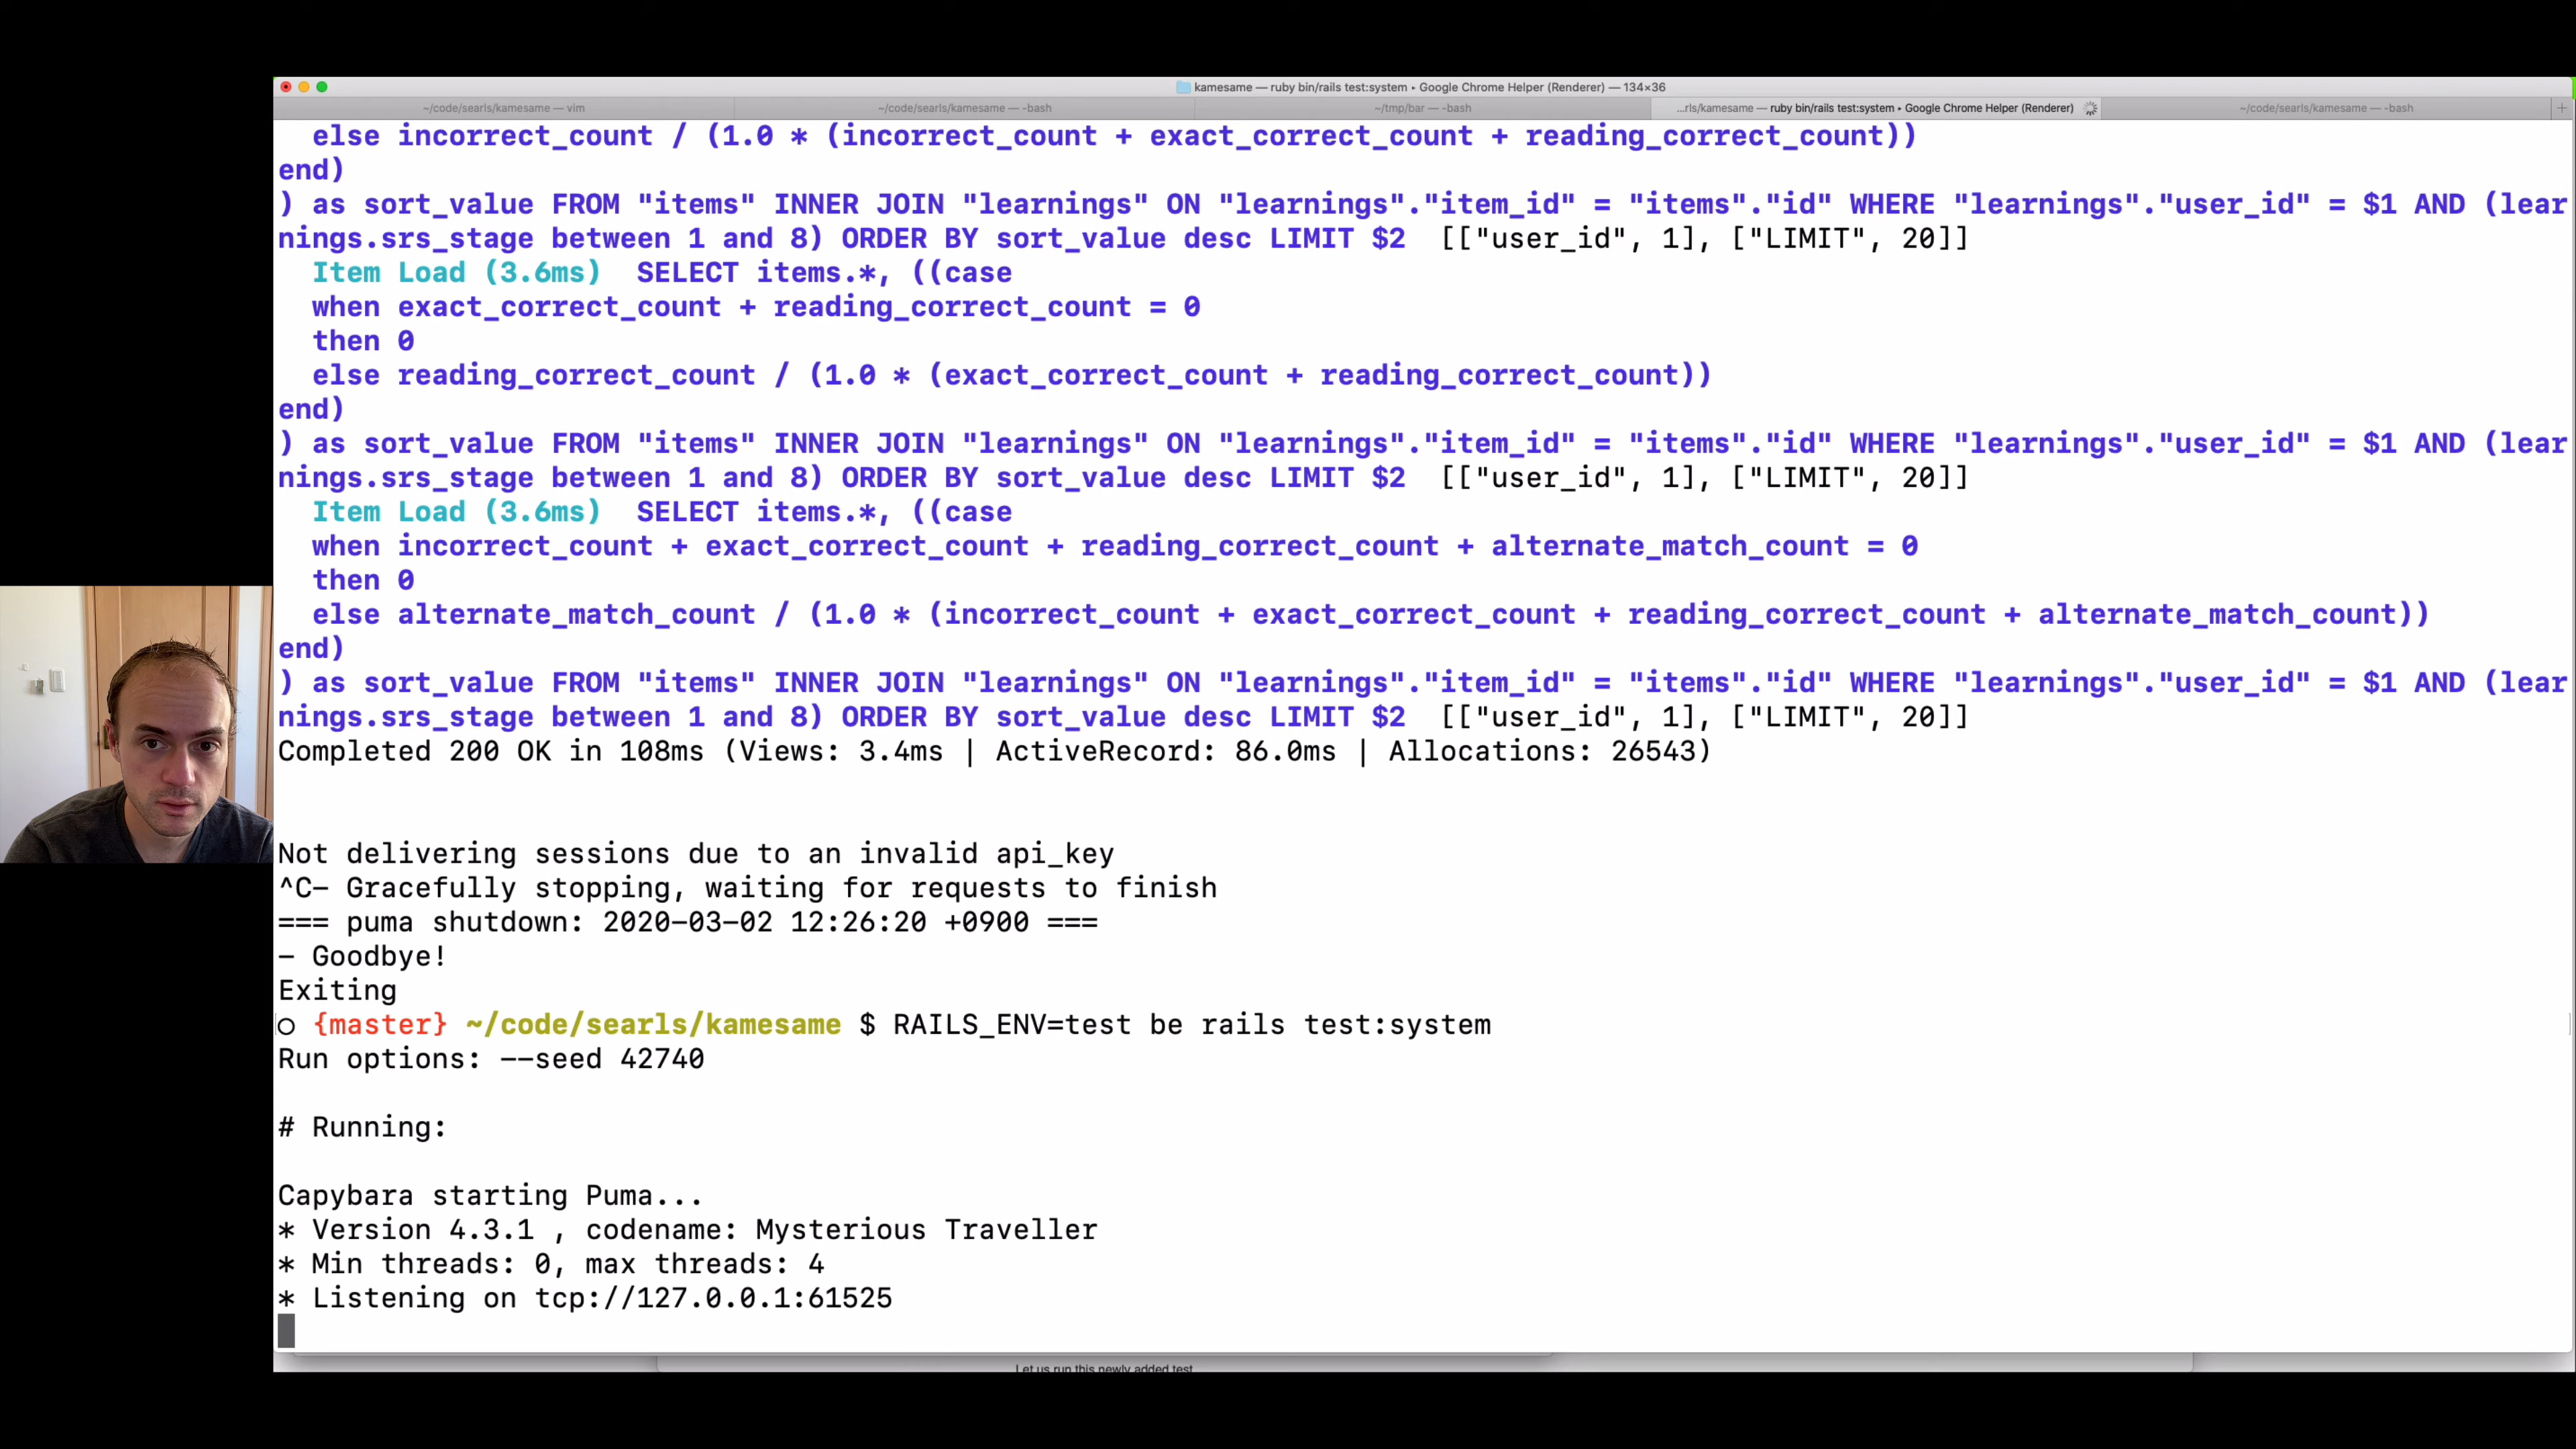 kamesame — ruby bin/rails test:system ▸ Google Chrome Helper (Renderer) — 134×36
~/code/searls/kamesame — vim
~/code/searls/kamesame — -bash
~/tmp/bar — -bash
...rls/kamesame — ruby bin/rails test:system ▸ Google Chrome Helper (Renderer)
~/code/searls/kamesame — -bash
else incorrect_count / (1.0 * (incorrect_count + exact_correct_count + reading_correct_count))
end)
) as sort_value FROM "items" INNER JOIN "learnings" ON "learnings"."item_id" = "items"."id" WHERE "learnings"."user_id" = $1 AND (lear
nings.srs_stage between 1 and 8) ORDER BY sort_value desc LIMIT $2  [["user_id", 1], ["LIMIT", 20]]
Item Load (3.6ms)  SELECT items.*, ((case
when exact_correct_count + reading_correct_count = 0
then 0
else reading_correct_count / (1.0 * (exact_correct_count + reading_correct_count))
end)
) as sort_value FROM "items" INNER JOIN "learnings" ON "learnings"."item_id" = "items"."id" WHERE "learnings"."user_id" = $1 AND (lear
nings.srs_stage between 1 and 8) ORDER BY sort_value desc LIMIT $2  [["user_id", 1], ["LIMIT", 20]]
Item Load (3.6ms)  SELECT items.*, ((case
when incorrect_count + exact_correct_count + reading_correct_count + alternate_match_count = 0
then 0
else alternate_match_count / (1.0 * (incorrect_count + exact_correct_count + reading_correct_count + alternate_match_count))
end)
) as sort_value FROM "items" INNER JOIN "learnings" ON "learnings"."item_id" = "items"."id" WHERE "learnings"."user_id" = $1 AND (lear
nings.srs_stage between 1 and 8) ORDER BY sort_value desc LIMIT $2  [["user_id", 1], ["LIMIT", 20]]
Completed 200 OK in 108ms (Views: 3.4ms | ActiveRecord: 86.0ms | Allocations: 26543)
Not delivering sessions due to an invalid api_key
^C- Gracefully stopping, waiting for requests to finish
=== puma shutdown: 2020-03-02 12:26:20 +0900 ===
- Goodbye!
Exiting
○ {master} ~/code/searls/kamesame $ RAILS_ENV=test be rails test:system
Run options: --seed 42740
# Running:
Capybara starting Puma...
* Version 4.3.1 , codename: Mysterious Traveller
* Min threads: 0, max threads: 4
* Listening on tcp://127.0.0.1:61525
Let us run this newly added test